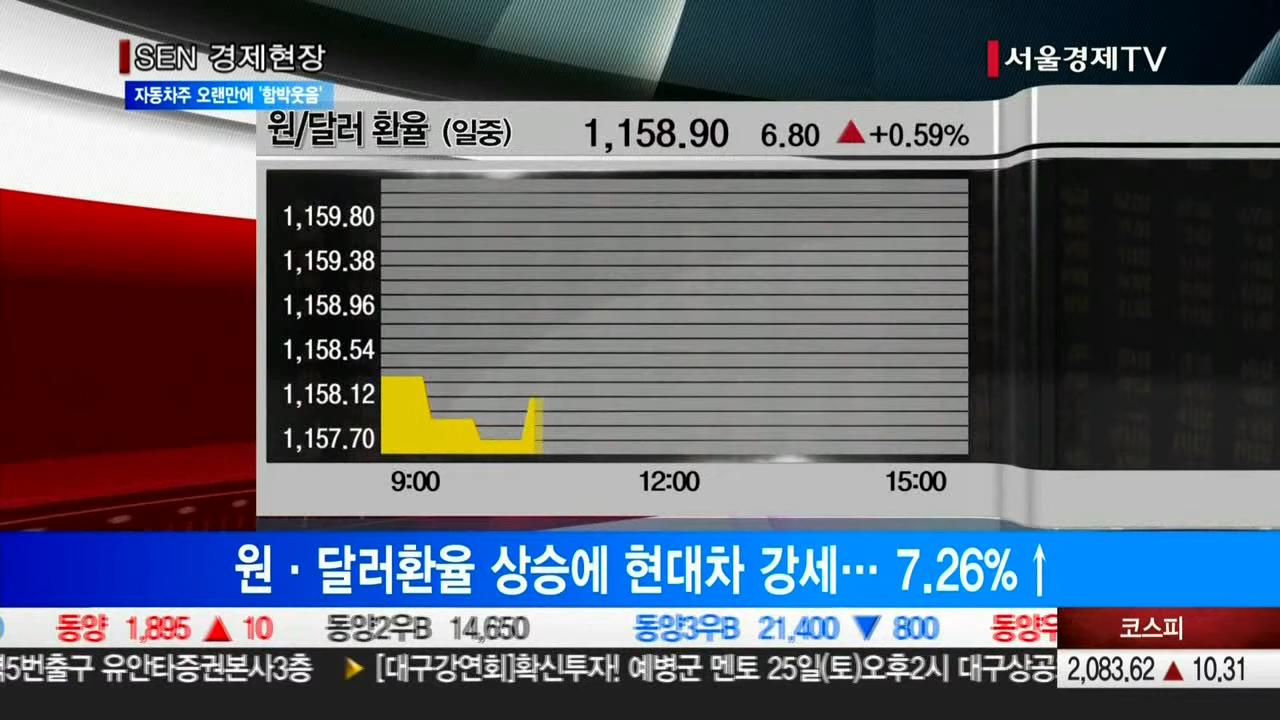 SEN 경제현장
서울경제TV
자동차주 오랜만에 '함박웃음'
원/달러 환율 (일중) 1,158.90 6.80 ▲+0.59%
1,159.80
1,159.38
1,158.96
1,158.54
1,158.12
1,157.70
9:00 12:00 15:00
원·달러환율 상승에 현대차 강세… 7.26%↑
동양 1,895 ▲ 10 동양2우B 14,650 동양3우B 21,400 ▼ 800 동양우
코스피
5번출구 유안타증권본사3층 ▶ [대구강연회]확신투자! 예병군 멘토 25일(토)오후2시 대구상공
2,083.62 ▲ 10.31